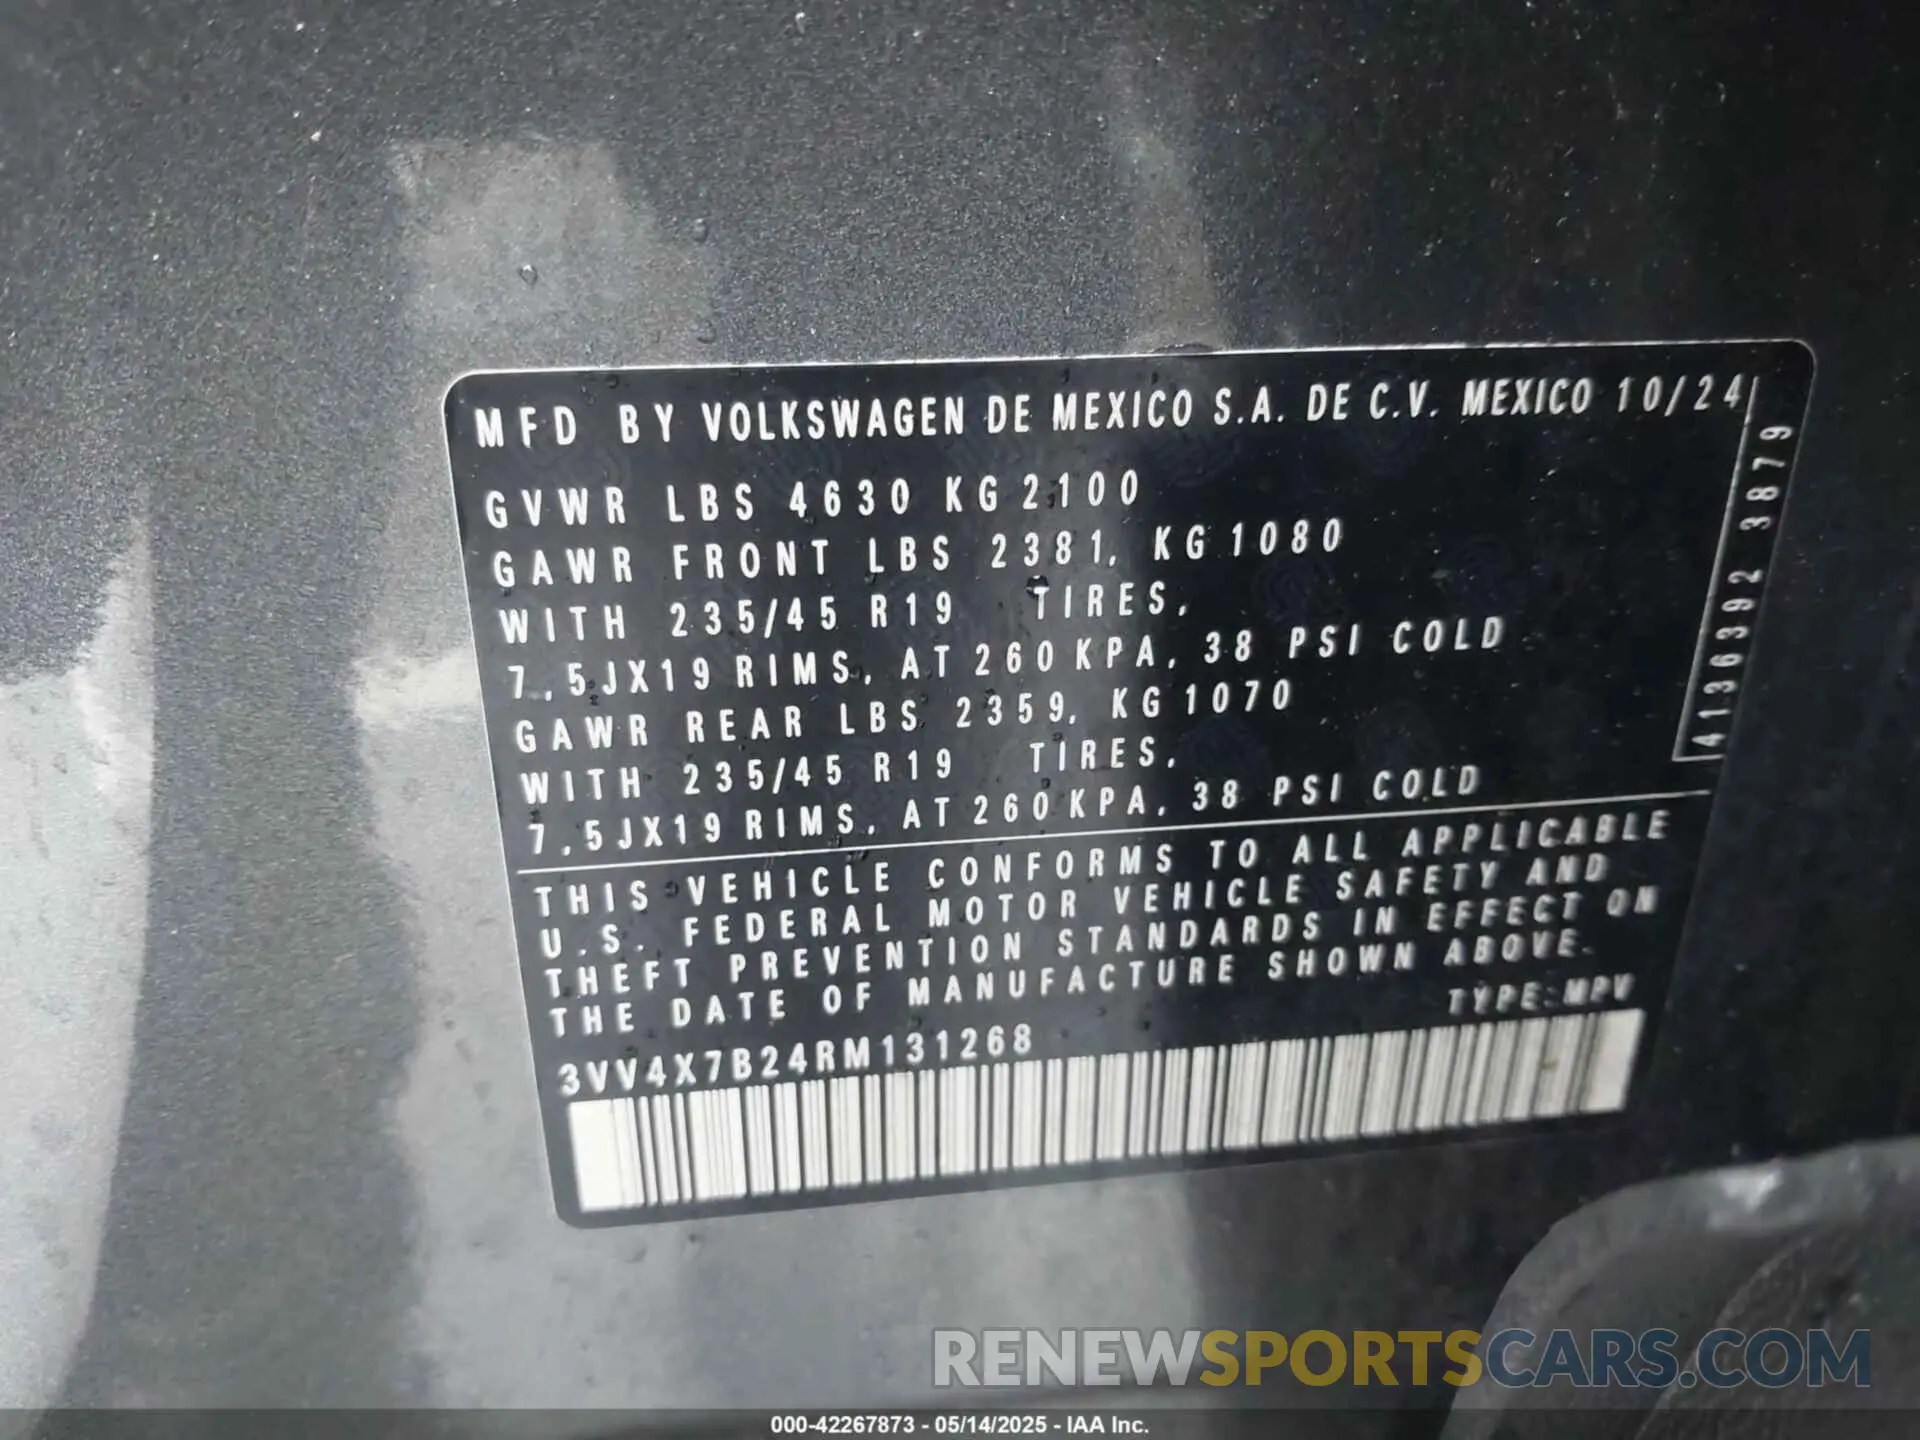 MFD BY VOLKSWAGEN DE MEXICO S.A. DE C.V. MEXICO 10/24
GVWR LBS 4630 KG 2100
GAWR FRONT LBS 2381, KG 1080
WITH 235/45 R19 TIRES,
7,5JX19 RIMS, AT 260 KPA, 38 PSI COLD
GAWR REAR LBS 2359, KG 1070
WITH 235/45 R19 TIRES,
7,5JX19 RIMS, AT 260 KPA, 38 PSI COLD
4136392 3879
THIS VEHICLE CONFORMS TO ALL APPLICABLE
U.S. FEDERAL MOTOR VEHICLE SAFETY AND
THEFT PREVENTION STANDARDS IN EFFECT ON
THE DATE OF MANUFACTURE SHOWN ABOVE.
TYPE: MPV
3VV4X7B24RM131268
RENEWSPORTSCARS.COM
000-42267873 - 05/14/2025 - IAA Inc.